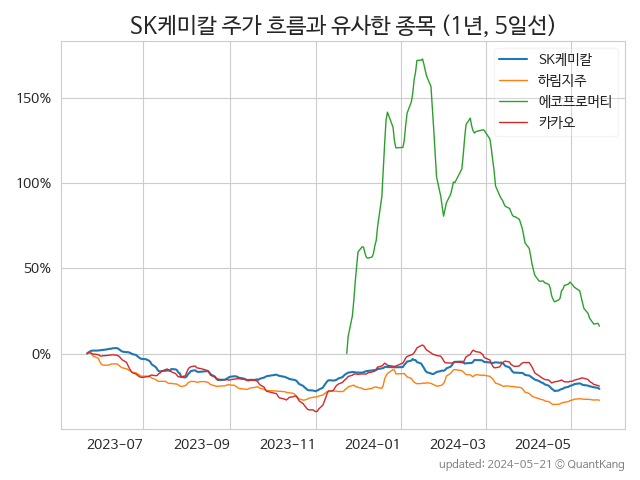 SK케미칼 주가 흐름과 유사한 종목 (1년, 5일선)
SK케미칼
하림지주
에코프로머티
카카오
150%
100%
50%
0%
2023-07 2023-09 2023-11 2024-01 2024-03 2024-05
updated: 2024-05-21 © QuantKang